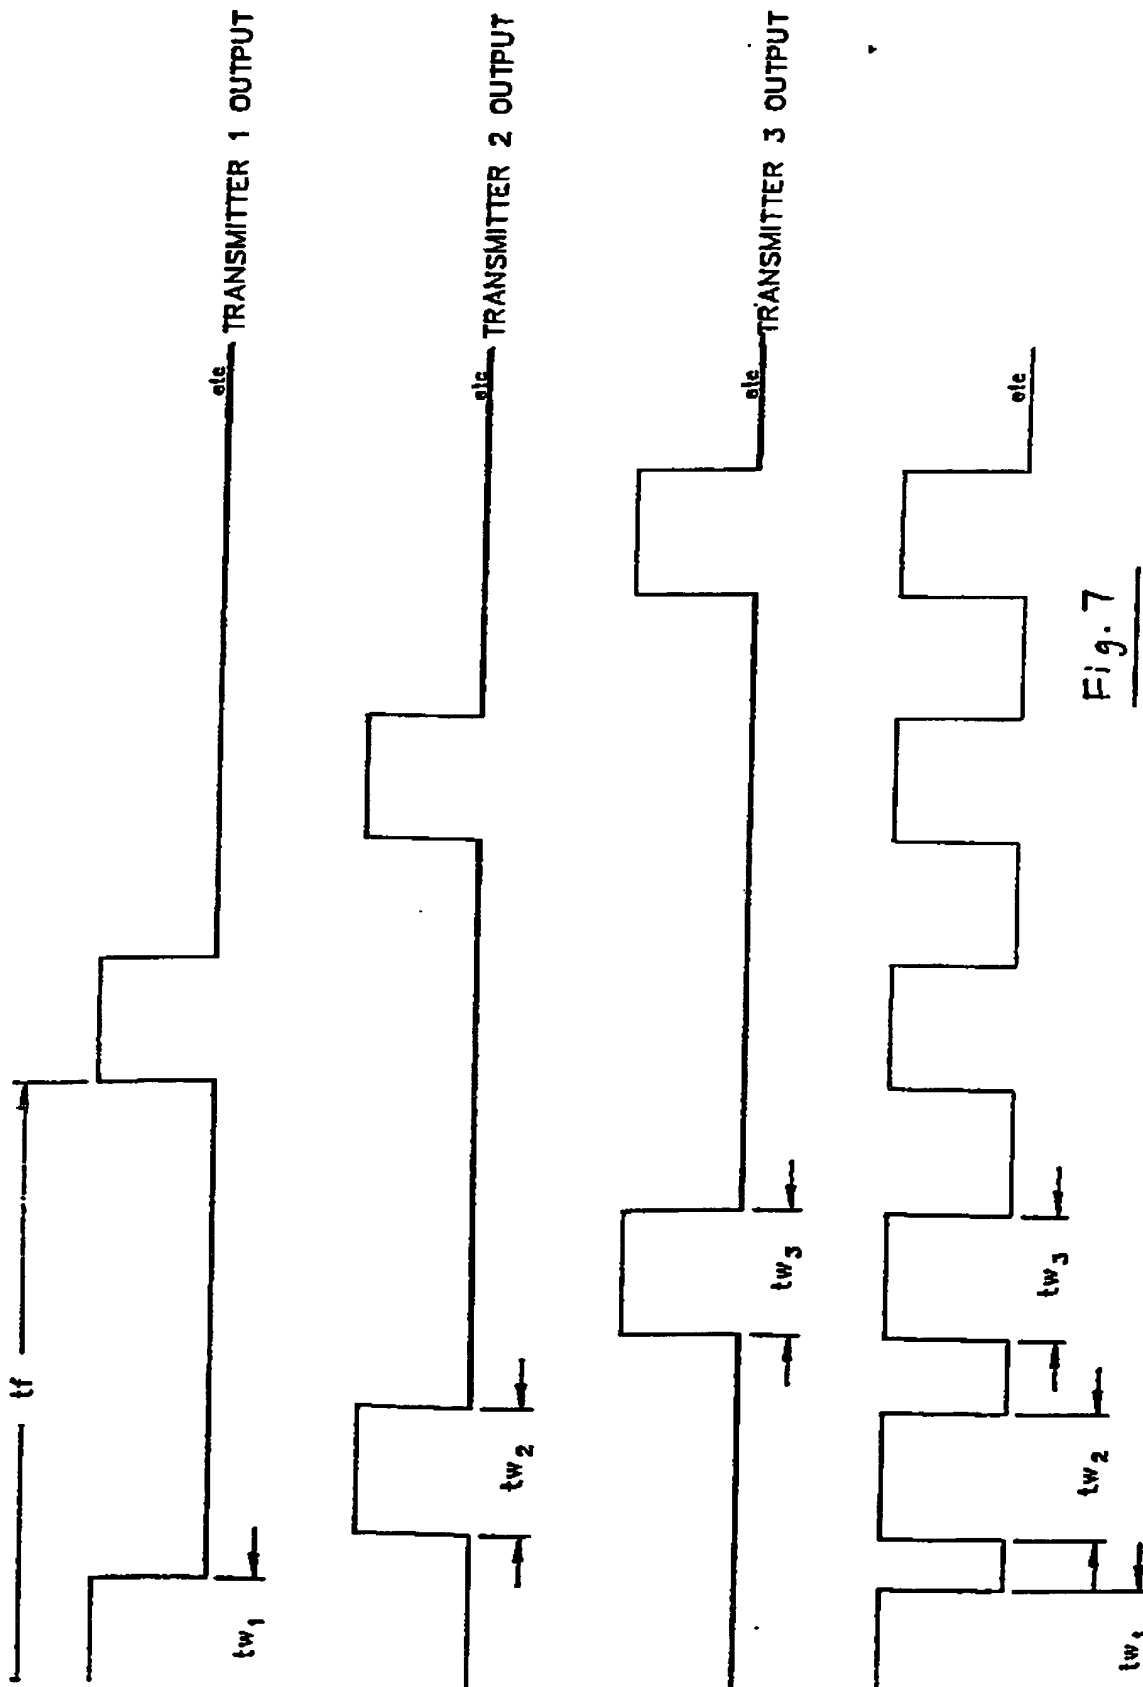 tf
tw1
etc TRANSMITTER 1 OUTPUT
tw2
etc TRANSMITTER 2 OUTPUT
tw3
etc TRANSMITTER 3 OUTPUT
tw1
tw2
tw3
etc
Fig. 7